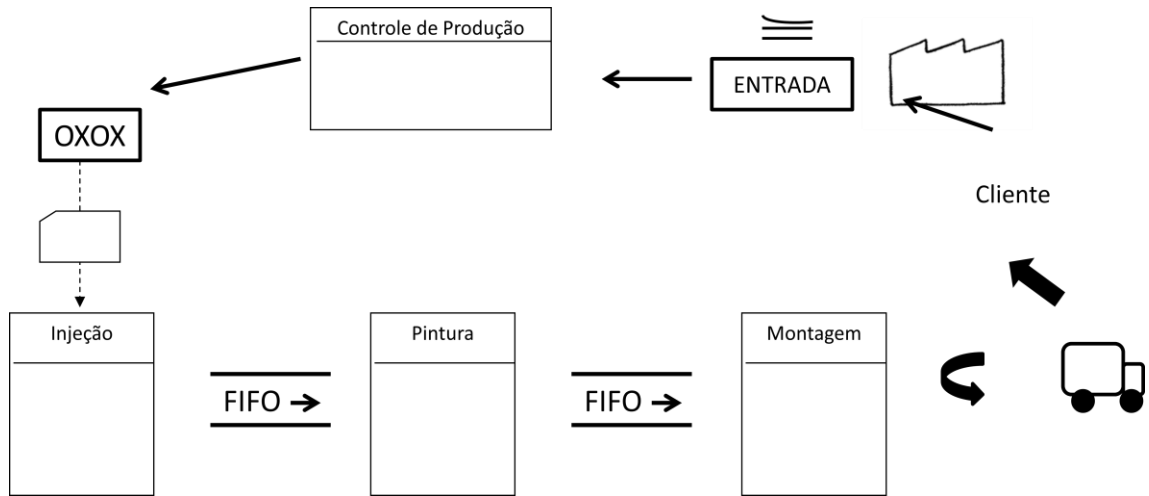 Controle de Produção
ENTRADA
OXOX
Cliente
Injeção
Pintura
Montagem
FIFO →
FIFO →